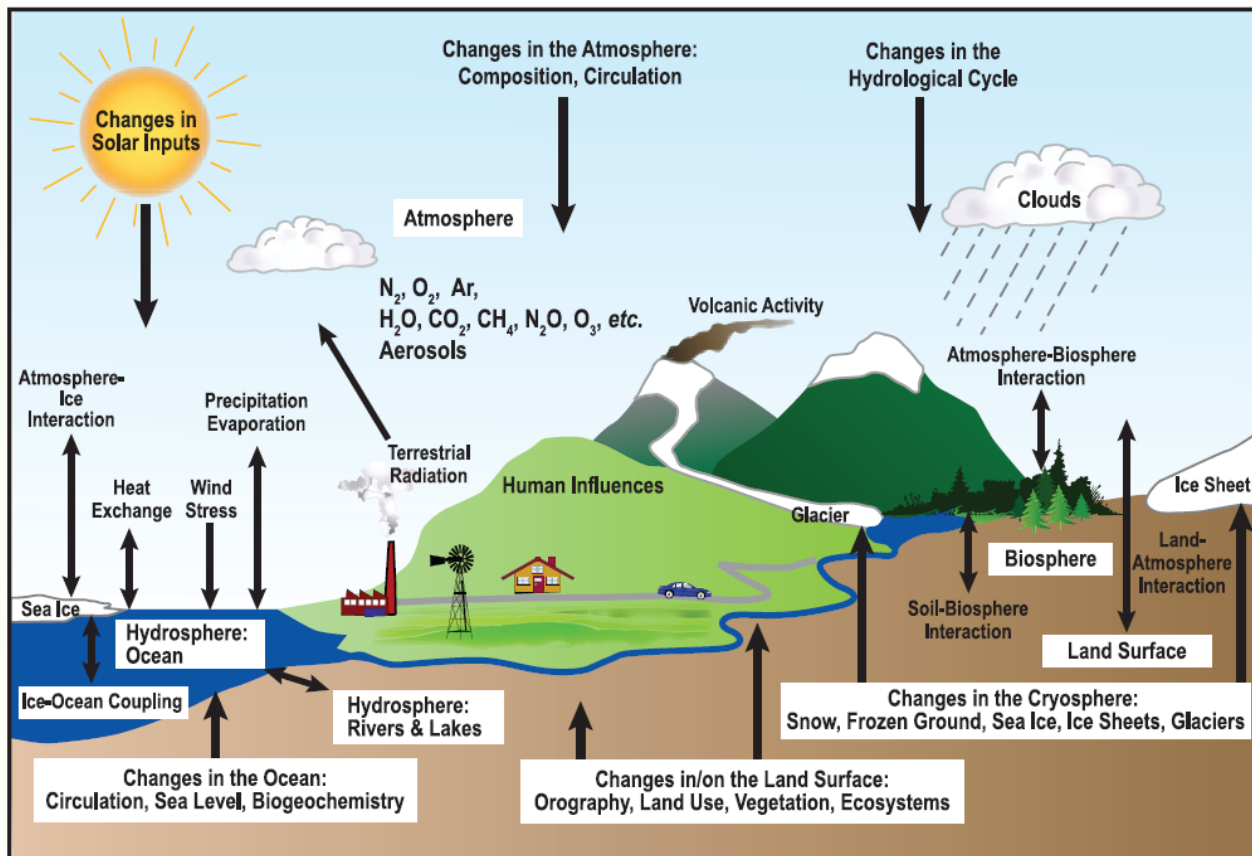 Changes in the Atmosphere:
Composition, Circulation
Changes in the
Hydrological Cycle
Changes in
Solar Inputs
Clouds
Atmosphere
N₂, O₂, Ar,
H₂O, CO₂, CH₄, N₂O, O₃, etc.
Aerosols
Volcanic Activity
Atmosphere-Biosphere
Interaction
Atmosphere-
Ice
Interaction
Precipitation
Evaporation
Terrestrial
Radiation
Human Influences
Heat
Exchange
Wind
Stress
Glacier
Ice Sheet
Biosphere
Land-
Atmosphere
Interaction
Sea Ice
Hydrosphere:
Ocean
Soil-Biosphere
Interaction
Land Surface
Ice-Ocean Coupling
Hydrosphere:
Rivers & Lakes
Changes in the Cryosphere:
Snow, Frozen Ground, Sea Ice, Ice Sheets, Glaciers
Changes in the Ocean:
Circulation, Sea Level, Biogeochemistry
Changes in/on the Land Surface:
Orography, Land Use, Vegetation, Ecosystems